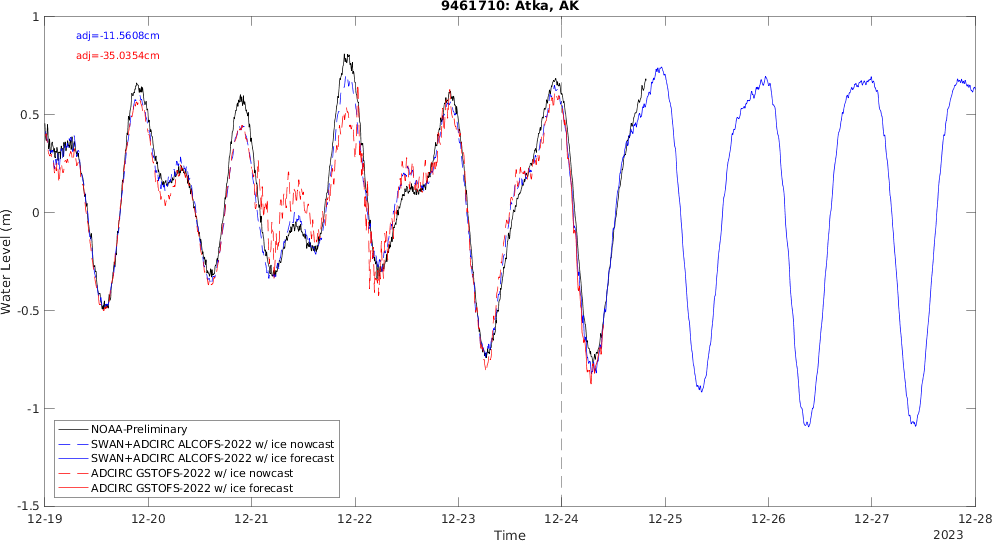 9461710: Atka, AK
adj=-11.5608cm
adj=-35.0354cm
1
0.5
0
-0.5
-1
-1.5
Water Level (m)
NOAA-Preliminary
SWAN+ADCIRC ALCOFS-2022 w/ ice nowcast
SWAN+ADCIRC ALCOFS-2022 w/ ice forecast
ADCIRC GSTOFS-2022 w/ ice nowcast
ADCIRC GSTOFS-2022 w/ ice forecast
12-19 12-20 12-21 12-22 12-23 12-24 12-25 12-26 12-27 12-28
Time
2023